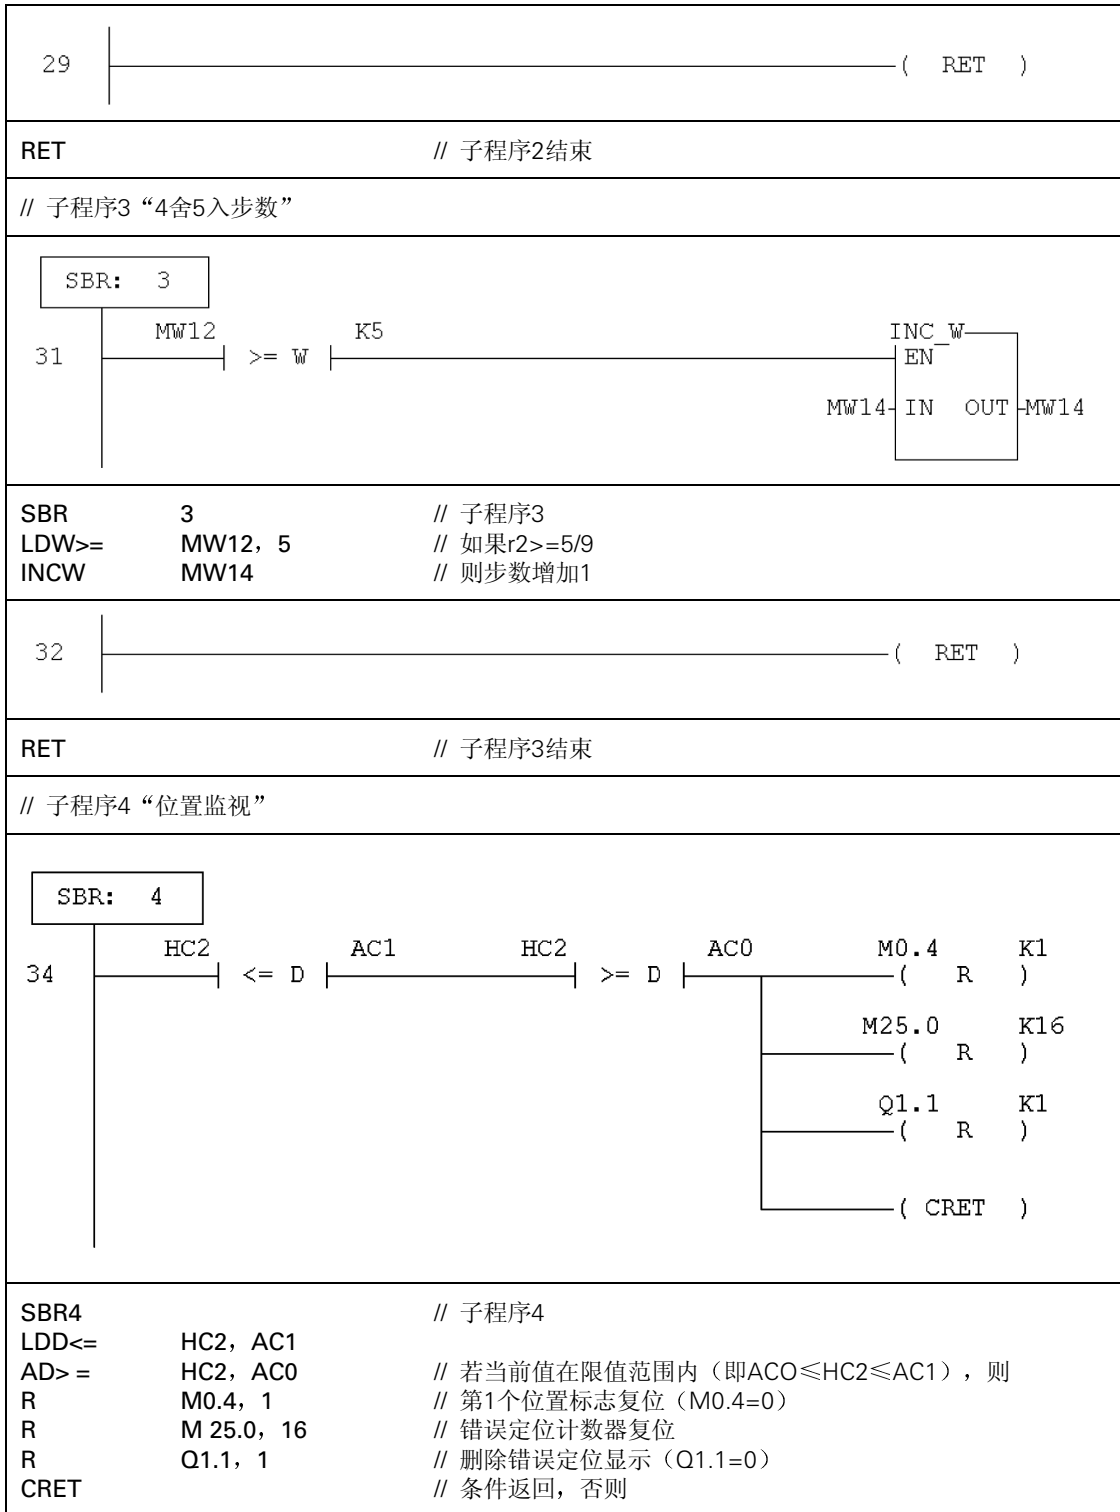 29 ( RET )
RET // 子程序2结束
// 子程序3“4舍5入步数”
SBR: 3
MW12 K5 INC_W
31 >= W EN
MW14 IN OUT MW14
SBR 3 // 子程序3
LDW>= MW12，5 // 如果r2>=5/9
INCW MW14 // 则步数增加1
32 ( RET )
RET // 子程序3结束
// 子程序4“位置监视”
SBR: 4
HC2 AC1 HC2 AC0 M0.4 K1
34 <= D >= D ( R )
M25.0 K16
( R )
Q1.1 K1
( R )
( CRET )
SBR4 // 子程序4
LDD<= HC2，AC1
AD> = HC2，AC0 // 若当前值在限值范围内（即ACO≤HC2≤AC1），则
R M0.4，1 // 第1个位置标志复位（M0.4=0）
R M 25.0，16 // 错误定位计数器复位
R Q1.1，1 // 删除错误定位显示（Q1.1=0）
CRET // 条件返回，否则